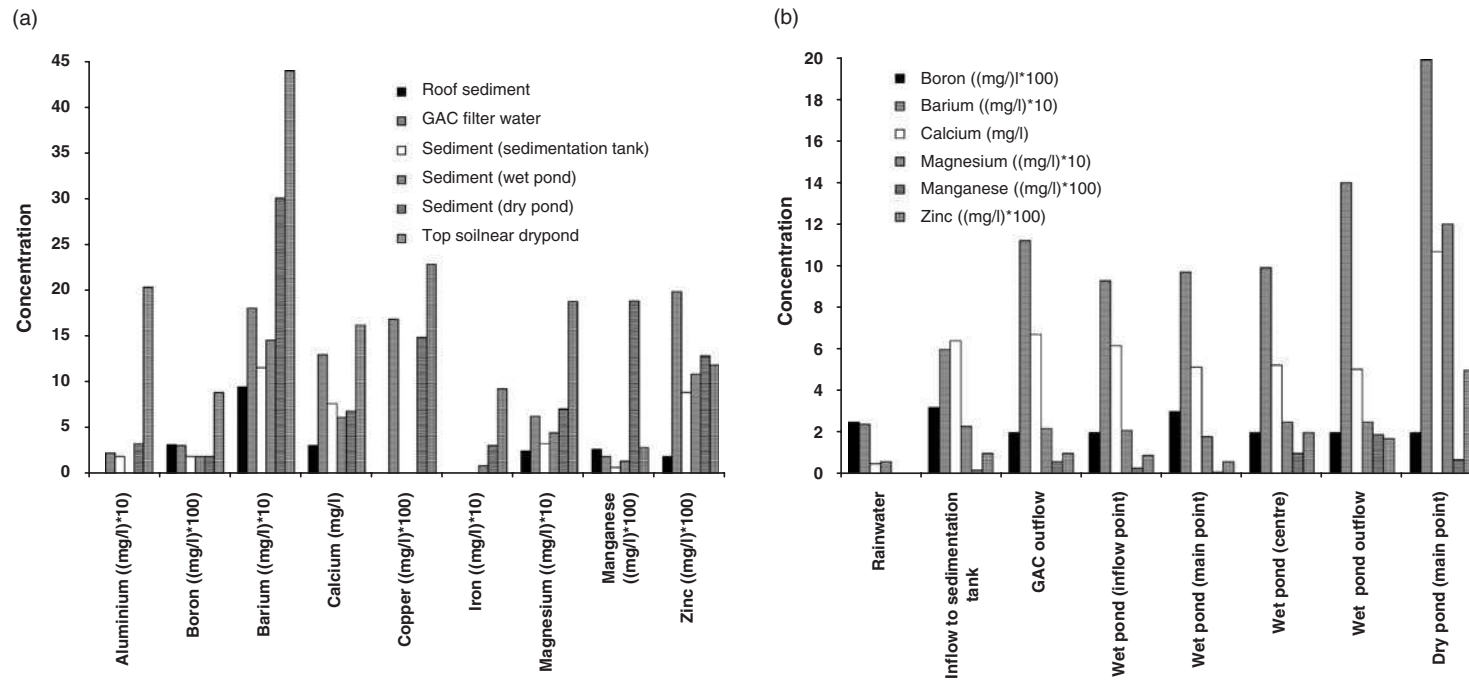 (a)
45
40
35
30
25
20
15
10
5
0
Concentration
Roof sediment
GAC filter water
Sediment (sedimentation tank)
Sediment (wet pond)
Sediment (dry pond)
Top soilnear drypond
Aluminium ((mg/l)*10)
Boron ((mg/l)*100)
Barium ((mg/l)*10)
Calcium (mg/l)
Copper ((mg/l)*100)
Iron ((mg/l)*10)
Magnesium ((mg/l)*10)
Manganese
((mg/l)*100)
Zinc ((mg/l)*100)
(b)
20
18
16
14
12
10
8
6
4
2
0
Concentration
Boron ((mg/)l*100)
Barium ((mg/l)*10)
Calcium (mg/l)
Magnesium ((mg/l)*10)
Manganese ((mg/l)*100)
Zinc ((mg/l)*100)
Rainwater
Inflow to sedimentation
tank
GAC outflow
Wet pond (inflow point)
Wet pond (main point)
Wet pond (centre)
Wet pond outflow
Dry pond (main point)